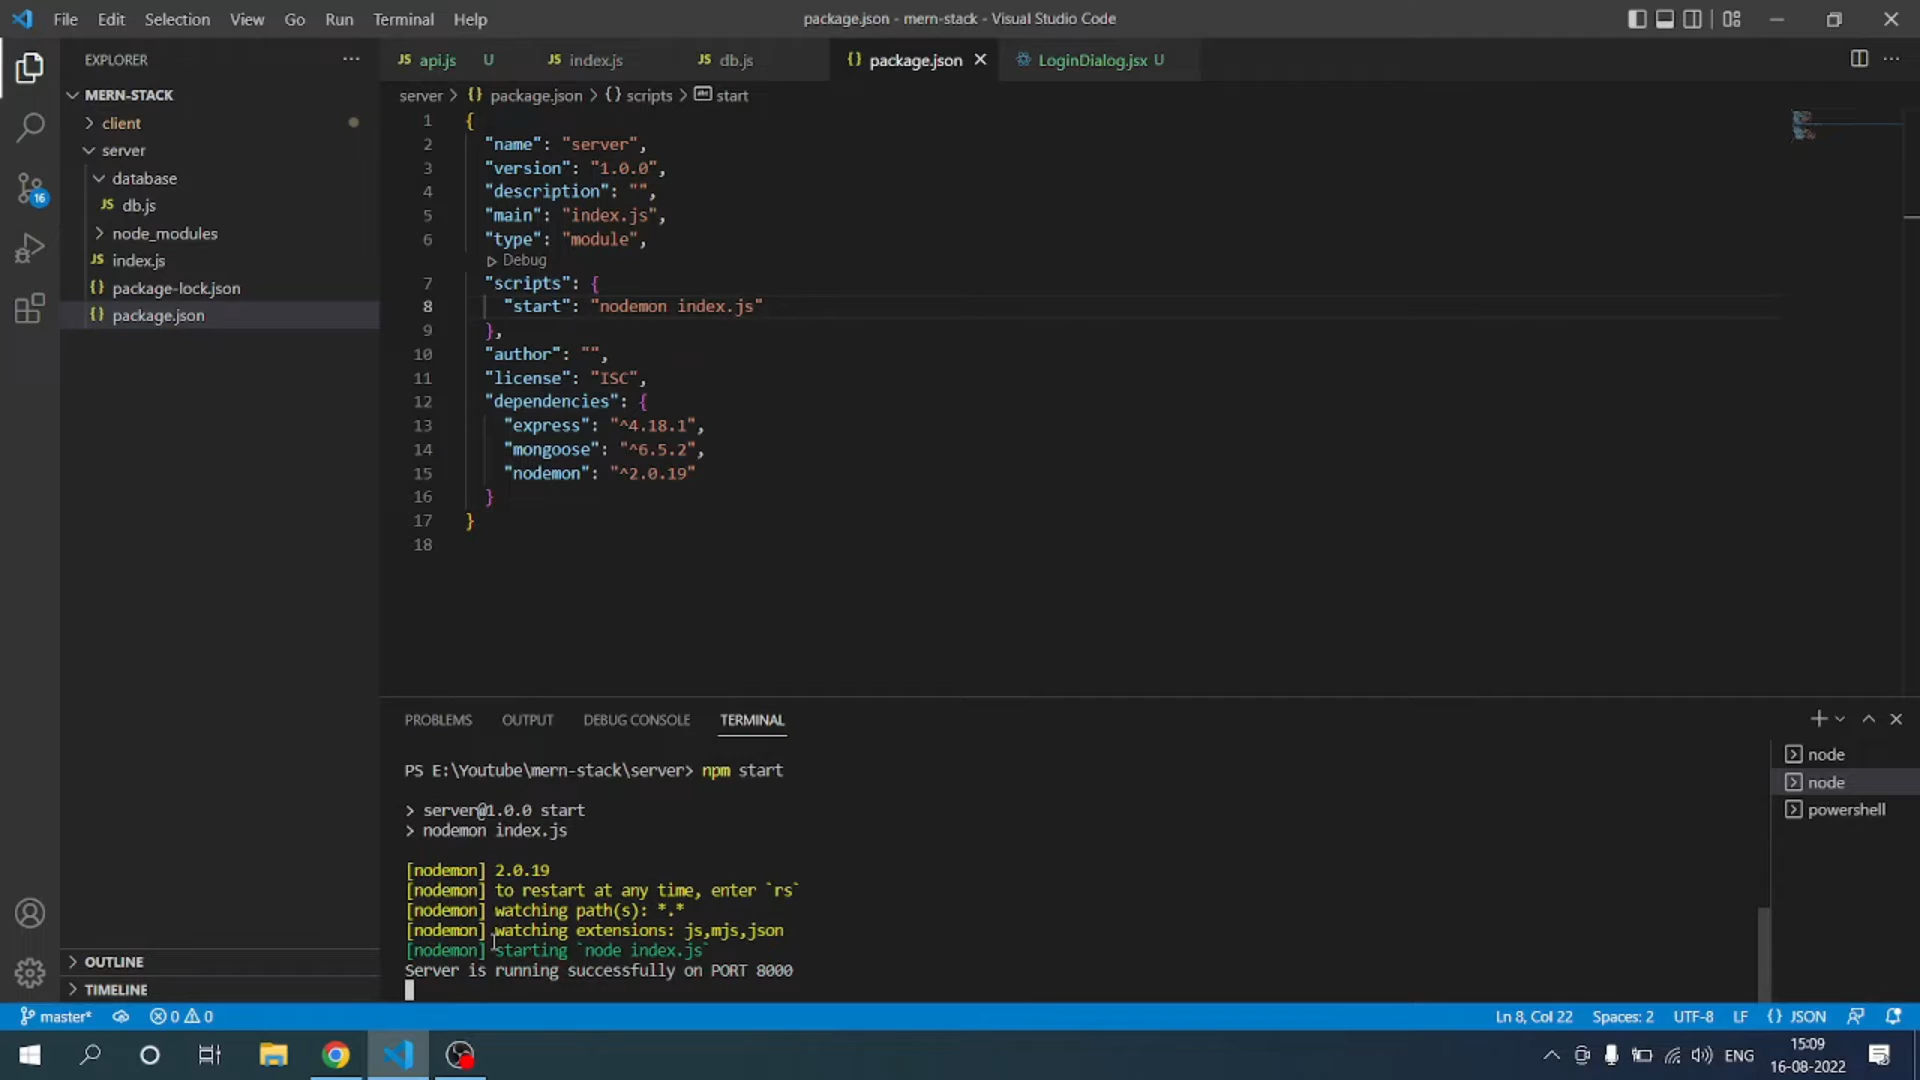 File Edit Selection View Go Run Terminal Help
package.json - mern-stack - Visual Studio Code
EXPLORER
MERN-STACK
client
server
database
JS db.js
node_modules
JS index.js
{} package-lock.json
{} package.json
OUTLINE
TIMELINE
16
JS api.js U
JS index.js
JS db.js
{} package.json
LoginDialog.jsx U
server > {} package.json > {} scripts > abc start
1 {
2 "name": "server",
3 "version": "1.0.0",
4 "description": "",
5 "main": "index.js",
6 "type": "module",
Debug
7 "scripts": {
8 "start": "nodemon index.js"
9 },
10 "author": "",
11 "license": "ISC",
12 "dependencies": {
13 "express": "^4.18.1",
14 "mongoose": "^6.5.2",
15 "nodemon": "^2.0.19"
16 }
17 }
18
PROBLEMS OUTPUT DEBUG CONSOLE TERMINAL
PS E:\Youtube\mern-stack\server> npm start
> server@1.0.0 start
> nodemon index.js
[nodemon] 2.0.19
[nodemon] to restart at any time, enter `rs`
[nodemon] watching path(s): *.*
[nodemon] watching extensions: js,mjs,json
[nodemon] starting `node index.js`
Server is running successfully on PORT 8000
node
node
powershell
master* 0 0
Ln 8, Col 22 Spaces: 2 UTF-8 LF {} JSON
ENG
15:09
16-08-2022